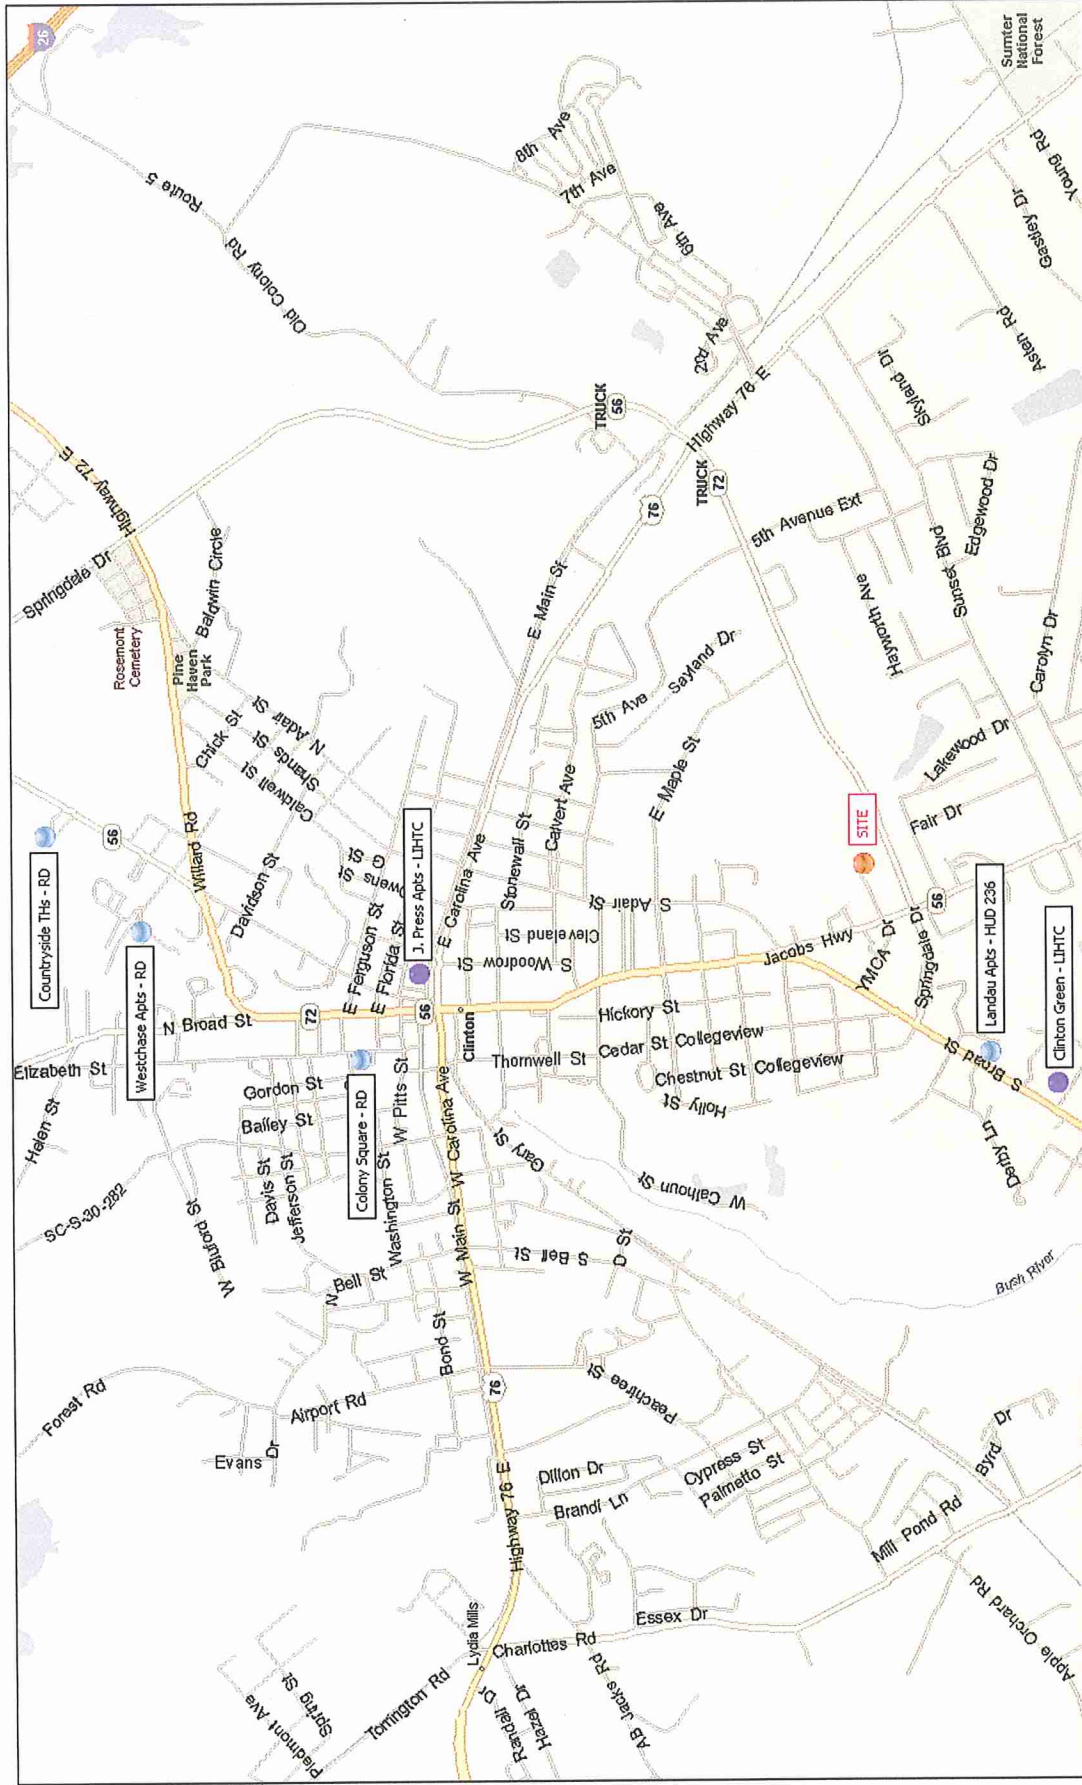 26
Sumter
National
Forest
Route 5
8th Ave
7th Ave
Old Colony Rd
6th Ave
Young Rd
Gastley Dr
Asten Rd
2nd Ave
Skyland Dr
TRUCK
56
Highway 76 E
Highway 72 E
TRUCK
72
76
5th Avenue Ext
Edgewood Dr
Sunset Blvd
Springdale Dr
Baldwin Circle
E Main St
Hayworth Ave
Rosemont
Cemetery
Pine
Haven
Park
Carolyn Dr
Sayland Dr
5th Ave
N Adair St
Chick St
Shands St
Caldwell St
Lakewood Dr
E Maple St
Fair Dr
SITE
Calvert Ave
Stonewall St
Countryside THs - RD
56
Willard Rd
Davidson St
G St
Owens St
J. Press Apts - LIHTC
E Carolina Ave
S Adair St
Cleveland St
S Woodrow St
56
Landau Apts - HUD 236
Westchase Apts - RD
E Ferguson St
E Florida St
Jacobs Hwy
YMCA Dr
Springdale Dr
Clinton Green - LIHTC
N Broad St
72
56
Clinton
Hickory St
Elizabeth St
Gordon St
Colony Square - RD
W Pitts St
Thornwell St
Cedar St Collegeview
Chestnut St Collegeview
Holly St
S Broad St
Helen St
Bailey St
W Carolina Ave
Gary St
Derby Ln
SC-S-30-282
W Buford St
Davis St
Jefferson St
Washington St
W Main St
W Calhoun St
N Bell St
S Bell St
D St
Bush River
Forest Rd
Bond St
Airport Rd
76
Peachtree St
Evans Dr
Highway 76 E
Dillon Dr
Brandi Ln
Cypress St
Palmetto St
Byrd Dr
Mill Pond Rd
Lydia Mills
Charlottes Rd
Essex Dr
Apple Orchard Rd
Piedmont Ave
Spring St
Torrington Rd
Randall Dr
Hazel Dr
AB Jacks Rd